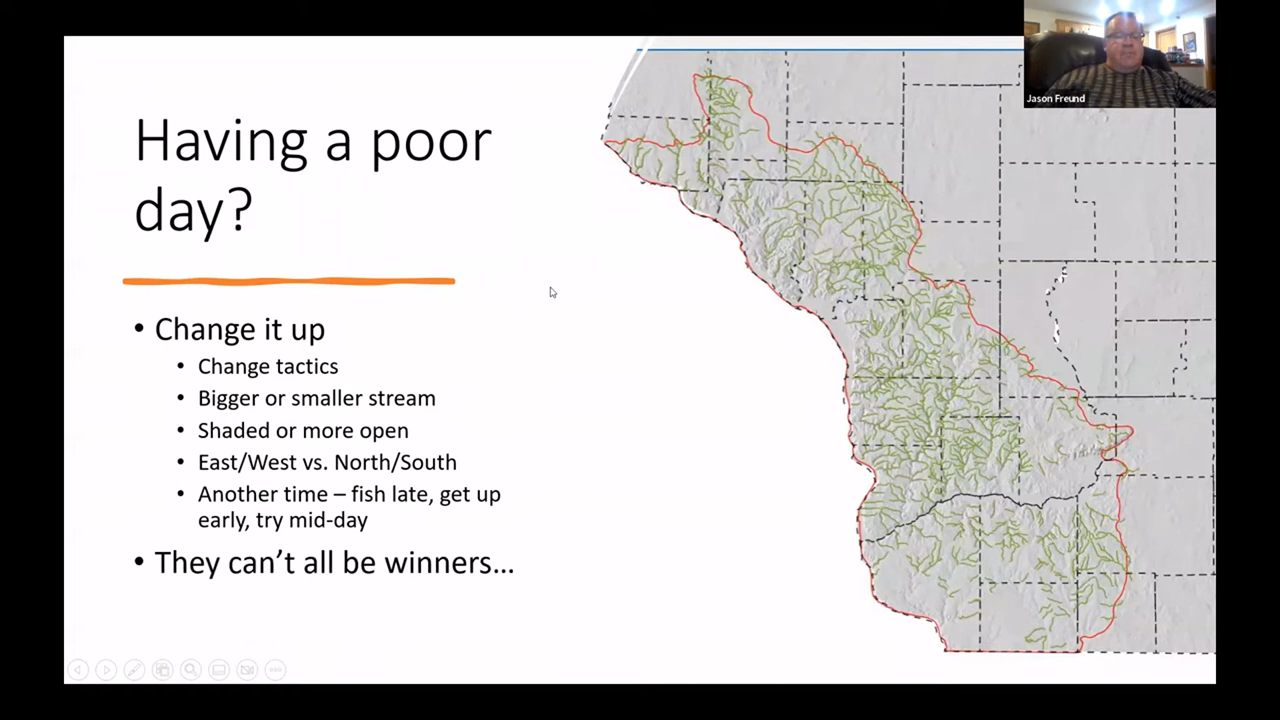 Having a poor
day?
• Change it up
• Change tactics
• Bigger or smaller stream
• Shaded or more open
• East/West vs. North/South
• Another time – fish late, get up
early, try mid-day
• They can’t all be winners…
Jason Freund